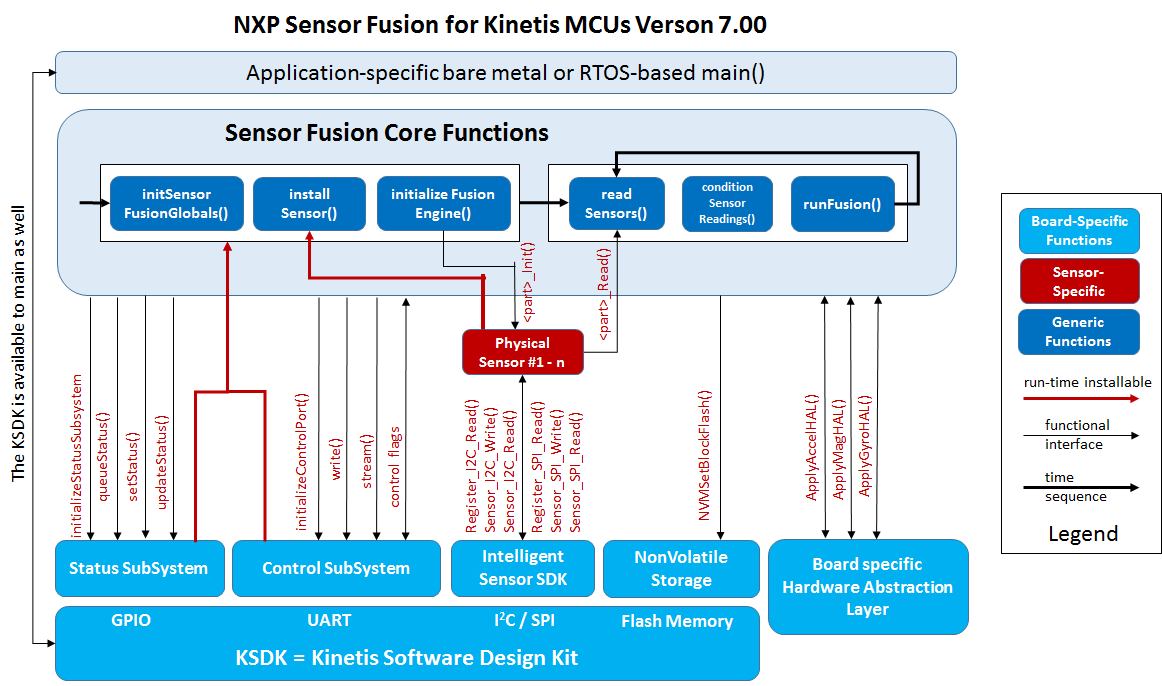 NXP Sensor Fusion for Kinetis MCUs Verson 7.00
Application-specific bare metal or RTOS-based main()
The KSDK is available to main as well
Sensor Fusion Core Functions
initSensor
FusionGlobals()
install
Sensor()
initialize Fusion
Engine()
read
Sensors()
condition
Sensor
Readings()
runFusion()
<part>_Init()
<part>_Read()
Physical
Sensor #1 - n
initializeStatusSubsystem
queueStatus()
setStatus()
updateStatus()
initializeControlPort()
write()
stream()
control flags
Register_I2C_Read()
Sensor_I2C_Write()
Sensor_I2C_Read()
Register_SPI_Read()
Sensor_SPI_Write()
Sensor_SPI_Read()
NVMSetBlockFlash()
ApplyAccelHAL()
ApplyMagHAL()
ApplyGyroHAL()
Status SubSystem
Control SubSystem
Intelligent
Sensor SDK
NonVolatile
Storage
Board specific
Hardware Abstraction
Layer
GPIO
UART
I2C / SPI
Flash Memory
KSDK = Kinetis Software Design Kit
Board-Specific
Functions
Sensor-
Specific
Generic
Functions
run-time installable
functional
interface
time
sequence
Legend